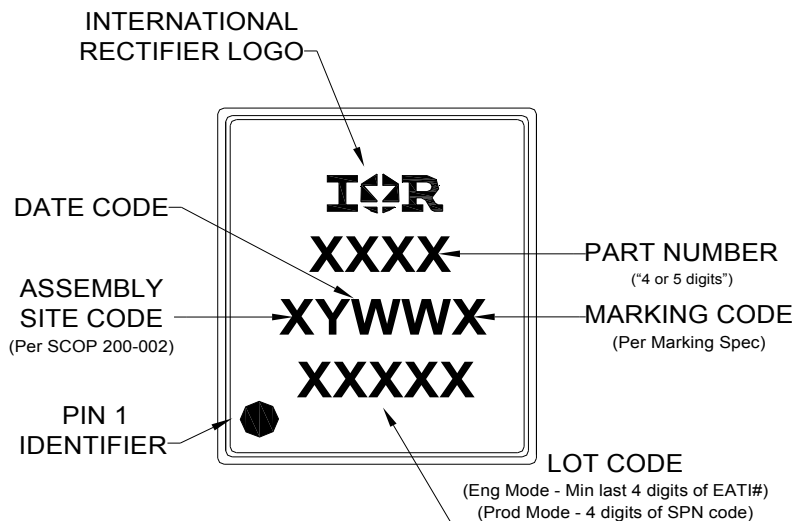 INTERNATIONAL
RECTIFIER LOGO
IOR
DATE CODE
XXXX
PART NUMBER
(“4 or 5 digits”)
ASSEMBLY
SITE CODE
(Per SCOP 200-002)
XYWWX
MARKING CODE
(Per Marking Spec)
XXXXX
PIN 1
IDENTIFIER
LOT CODE
(Eng Mode - Min last 4 digits of EATI#)
(Prod Mode - 4 digits of SPN code)